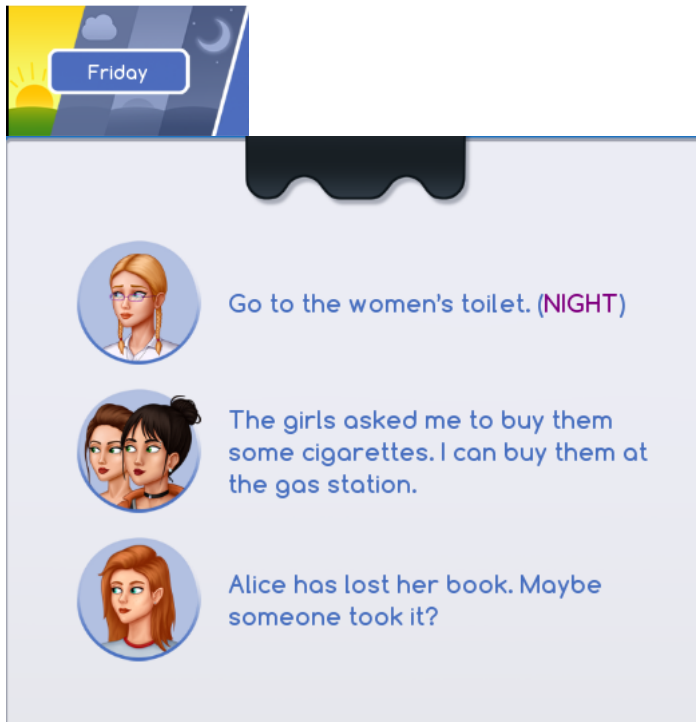 Friday
Go to the women's toilet. (NIGHT)
The girls asked me to buy them
some cigarettes. I can buy them at
the gas station.
Alice has lost her book. Maybe
someone took it?